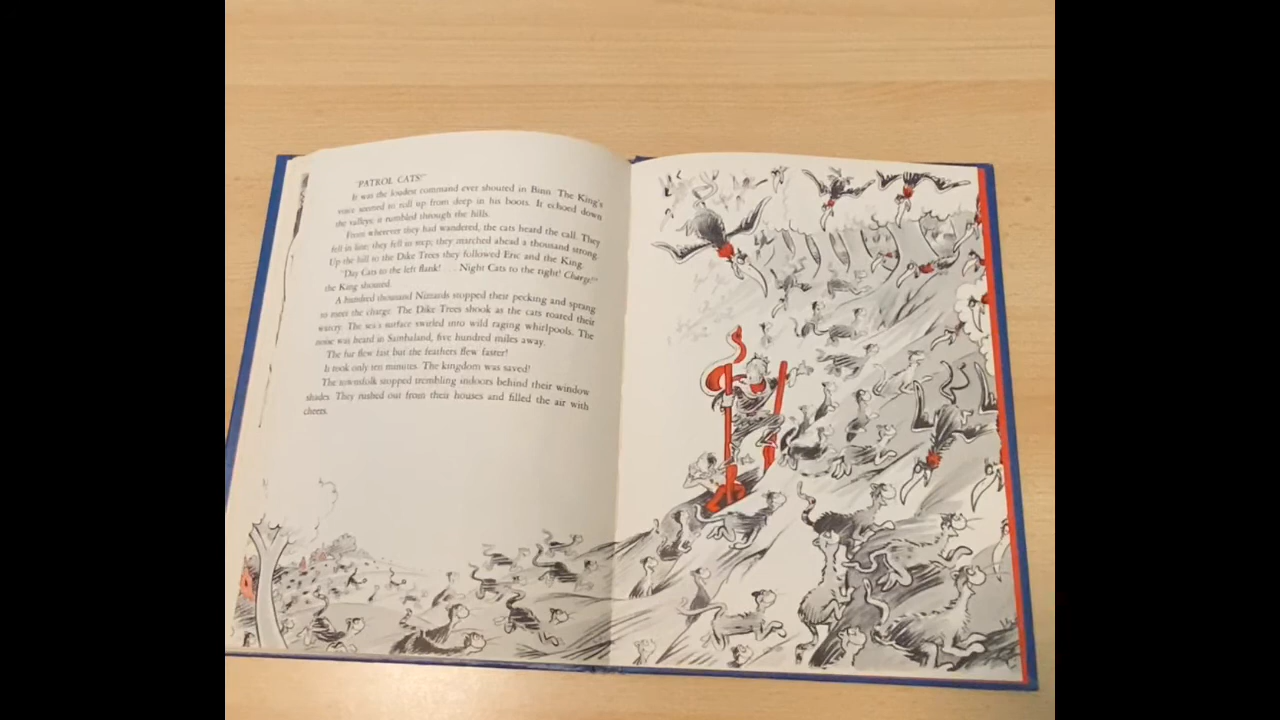 "PATROL CATS!"
It was the loudest command ever shouted in Binn. The King's
voice seemed to roll up from deep in his boots. It echoed down
the valleys; it rumbled through the hills.
From wherever they had wandered, the cats heard the call. They
fell in line; they fell in step; they marched ahead a thousand strong.
Up the hill to the Dike Trees they followed Eric and the King.
"Day Cats to the left flank! . . . Night Cats to the right! Charge!"
the King shouted.
A hundred thousand Nizzards stopped their pecking and sprang
to meet the charge. The Dike Trees shook as the cats roared their
warcry. The sea's surface swirled into wild raging whirlpools. The
noise was heard in Sainbaland, five hundred miles away.
The fur flew fast but the feathers flew faster!
It took only ten minutes. The kingdom was saved!
The townsfolk stopped trembling indoors behind their window
shades. They rushed out from their houses and filled the air with
cheers.